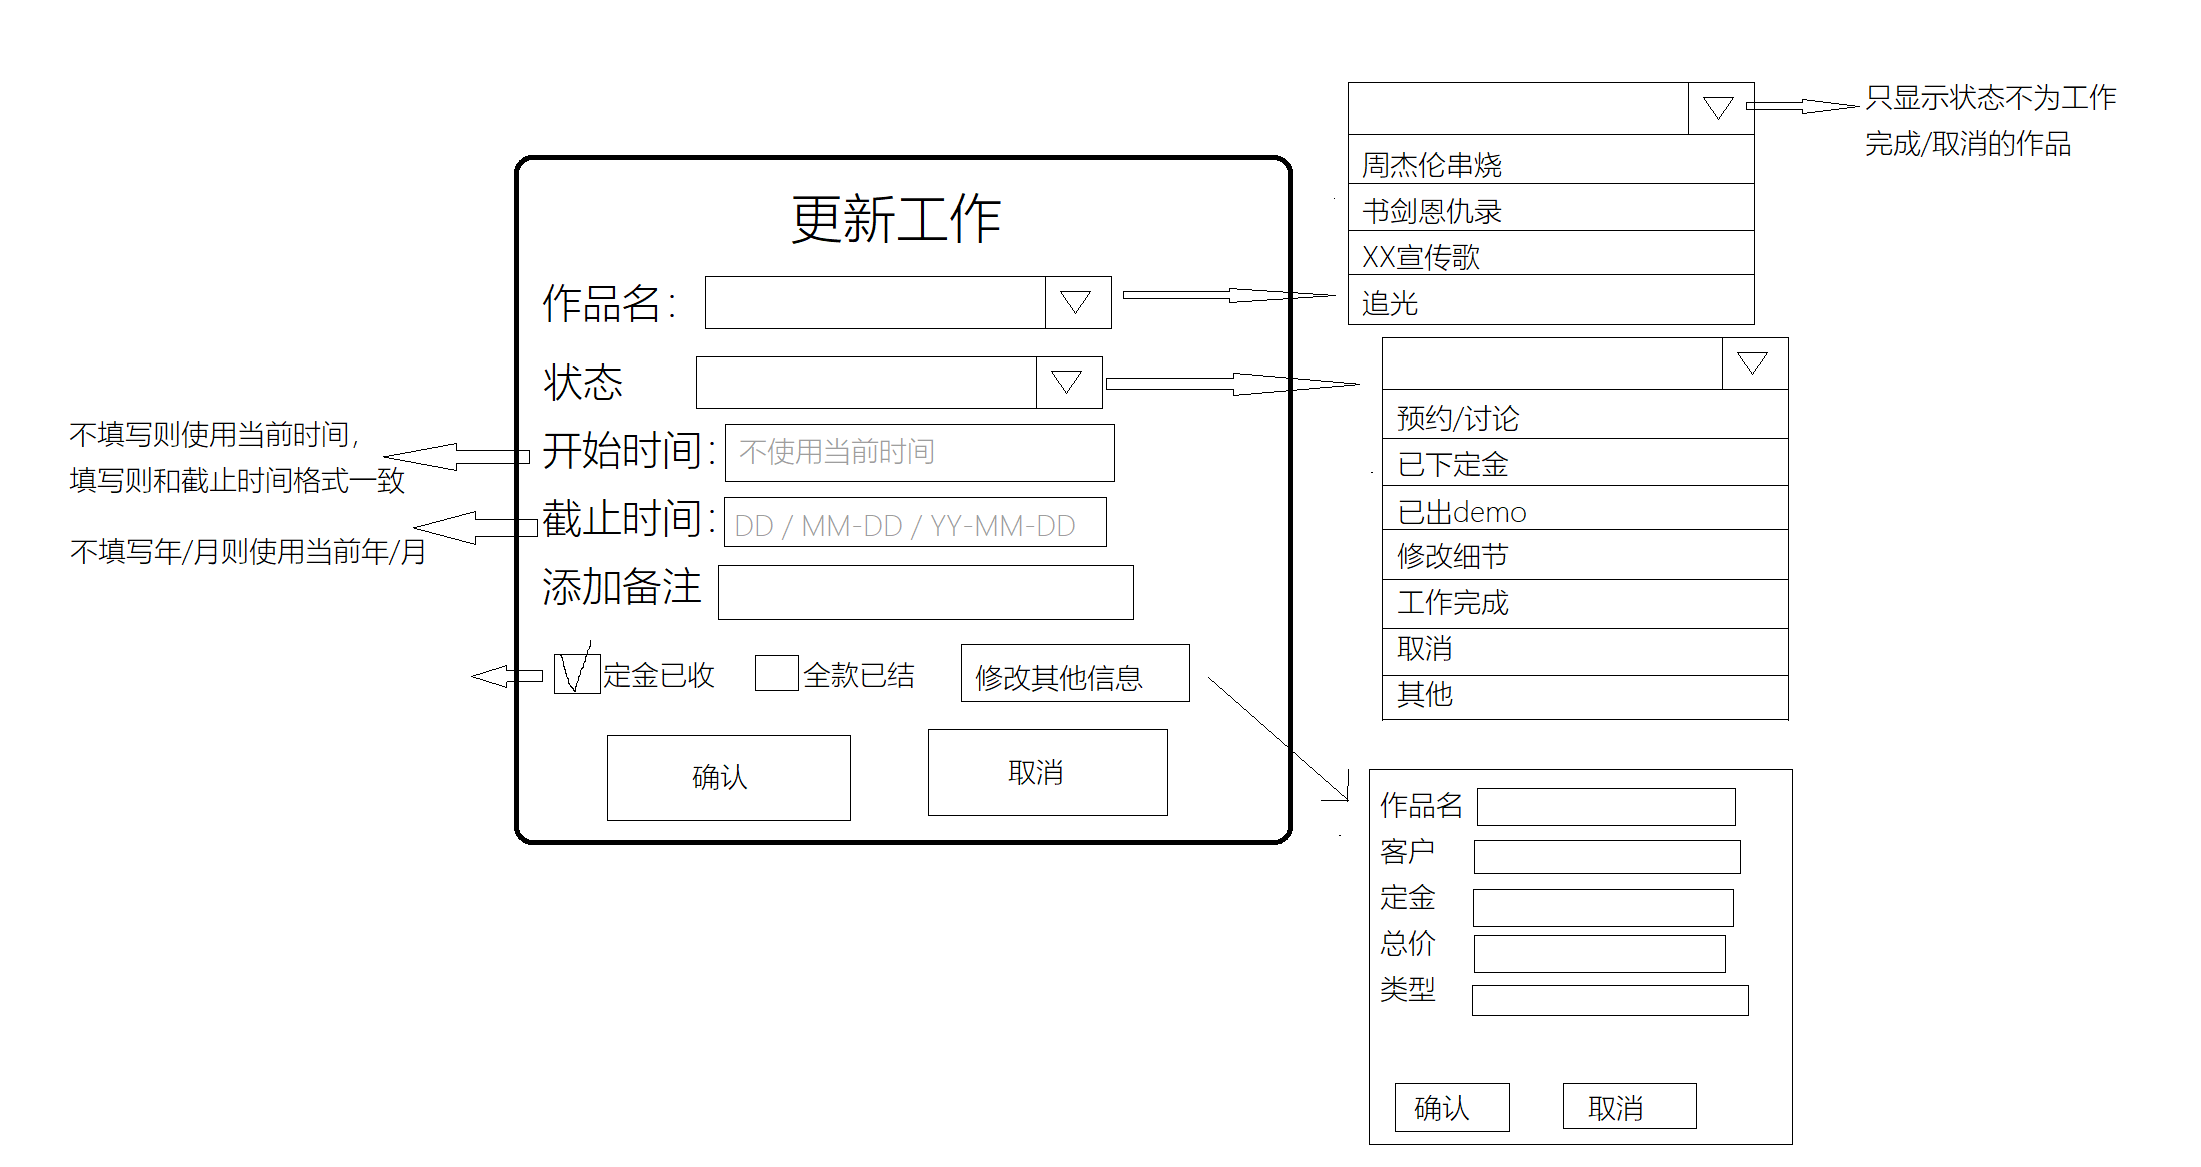 更新工作
作品名：
状态
开始时间：
不使用当前时间
截止时间：
DD / MM-DD / YY-MM-DD
添加备注
定金已收
全款已结
修改其他信息
确认
取消
不填写则使用当前时间，
填写则和截止时间格式一致
不填写年/月则使用当前年/月
周杰伦串烧
书剑恩仇录
XX宣传歌
追光
只显示状态不为工作
完成/取消的作品
预约/讨论
已下定金
已出demo
修改细节
工作完成
取消
其他
作品名
客户
定金
总价
类型
确认
取消